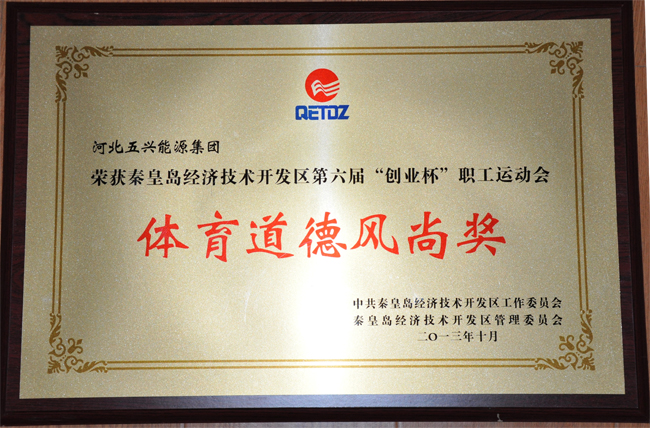 QETDZ
河北五兴能源集团
荣获秦皇岛经济技术开发区第六届“创业杯”职工运动会
体育道德风尚奖
中共秦皇岛经济技术开发区工作委员会
秦皇岛经济技术开发区管理委员会
二〇一三年十月